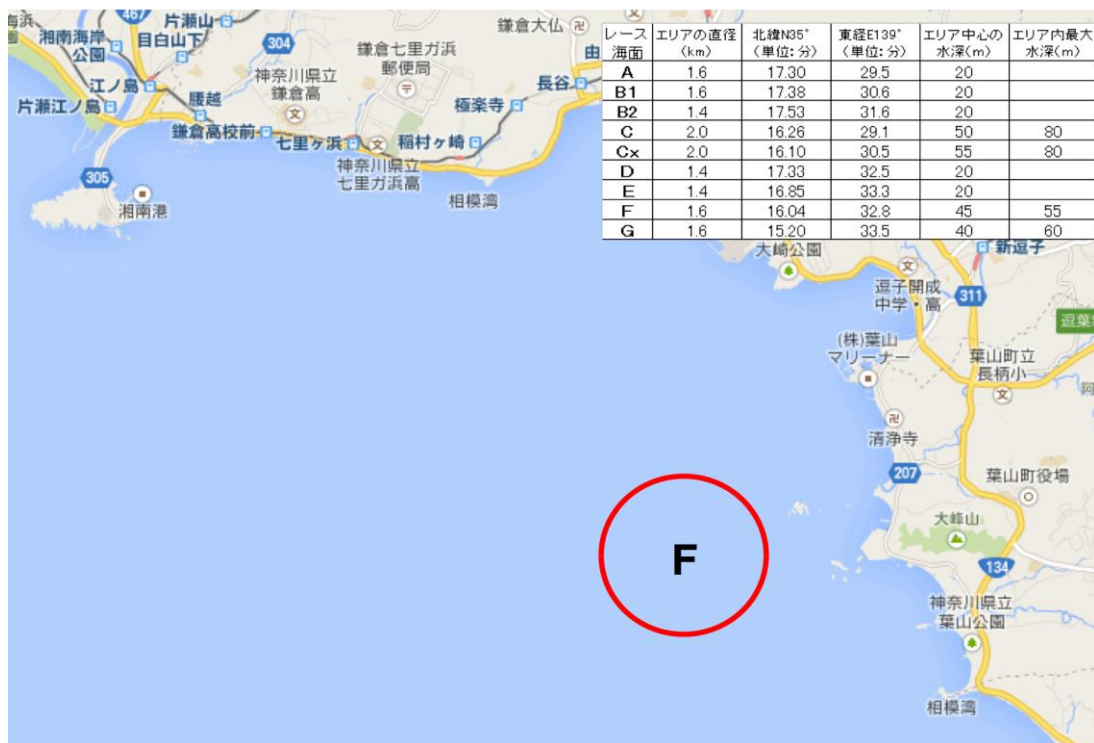 467
片瀬山
湘南海岸
公園
目白山下
304
鎌倉大仏
鎌倉七里ガ浜
郵便局
神奈川県立
鎌倉高
江ノ島
片瀬江ノ島
腰越
極楽寺
長谷
由
鎌倉高校前
七里ヶ浜
稲村ヶ崎
神奈川県立
七里ガ浜高
相模湾
305
湘南港
レース 海面 エリアの直径 (km) 北緯N35° (単位: 分) 東経E139° (単位: 分) エリア中心の 水深(m) エリア内最大 水深(m)
A 1.6 17.30 29.5 20
B1 1.6 17.38 30.6 20
B2 1.4 17.53 31.6 20
C 2.0 16.26 29.1 50 80
Cx 2.0 16.10 30.5 55 80
D 1.4 17.33 32.5 20
E 1.4 16.85 33.3 20
F 1.6 16.04 32.8 45 55
G 1.6 15.20 33.5 40 60
大崎公園
新逗子
逗子開成
中学・高
311
逗葉
(株)葉山
マリーナー
葉山町立
長柄小
清浄寺
207
葉山町役場
大峰山
F
134
神奈川県立
葉山公園
相模湾